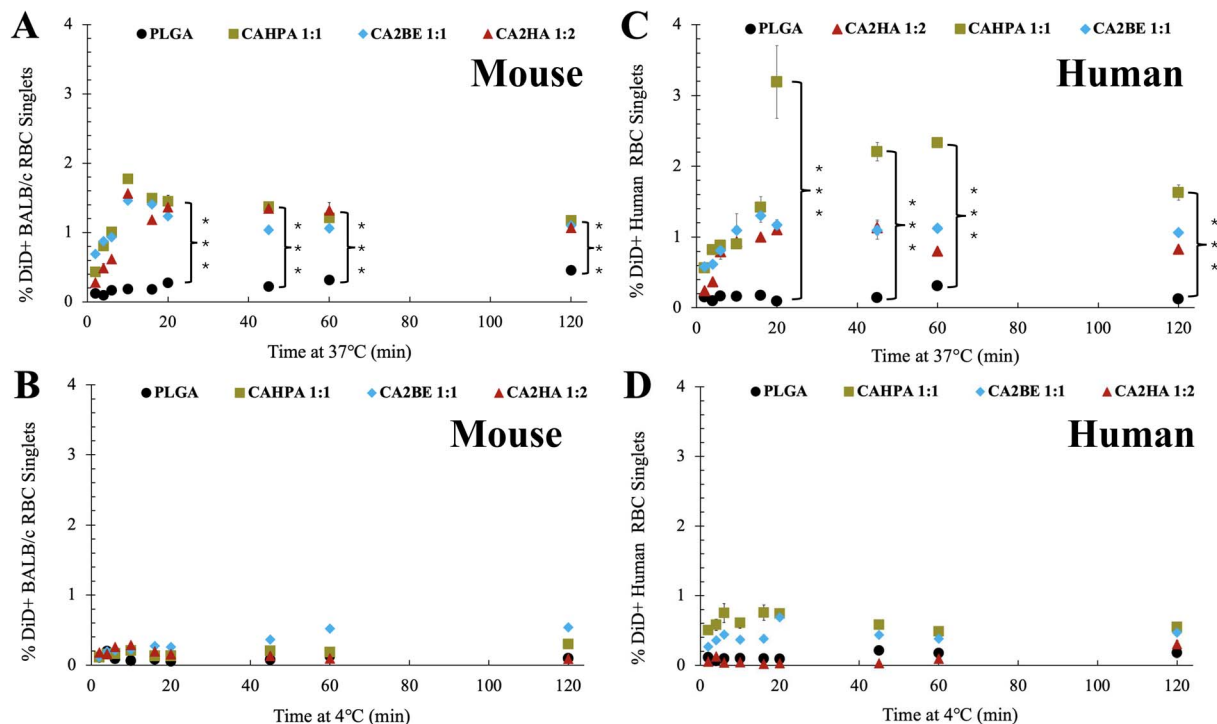 A
PLGA CAHPA 1:1 CA2BE 1:1 CA2HA 1:2
Mouse
% DiD+ BALB/c RBC Singlets
4
3
2
1
0
* * *
* * *
* * *
* * *
0 20 40 60 80 100 120
Time at 37°C (min)
C
PLGA CA2HA 1:2 CAHPA 1:1 CA2BE 1:1
Human
% DiD+ Human RBC Singlets
4
3
2
1
0
* * *
* * *
* * *
* * *
0 20 40 60 80 100 120
Time at 37°C (min)
B
PLGA CAHPA 1:1 CA2BE 1:1 CA2HA 1:2
Mouse
% DiD+ BALB/c RBC Singlets
4
3
2
1
0
0 20 40 60 80 100 120
Time at 4°C (min)
D
PLGA CAHPA 1:1 CA2BE 1:1 CA2HA 1:2
Human
% DiD+ Human RBC Singlets
4
3
2
1
0
0 20 40 60 80 100 120
Time at 4°C (min)